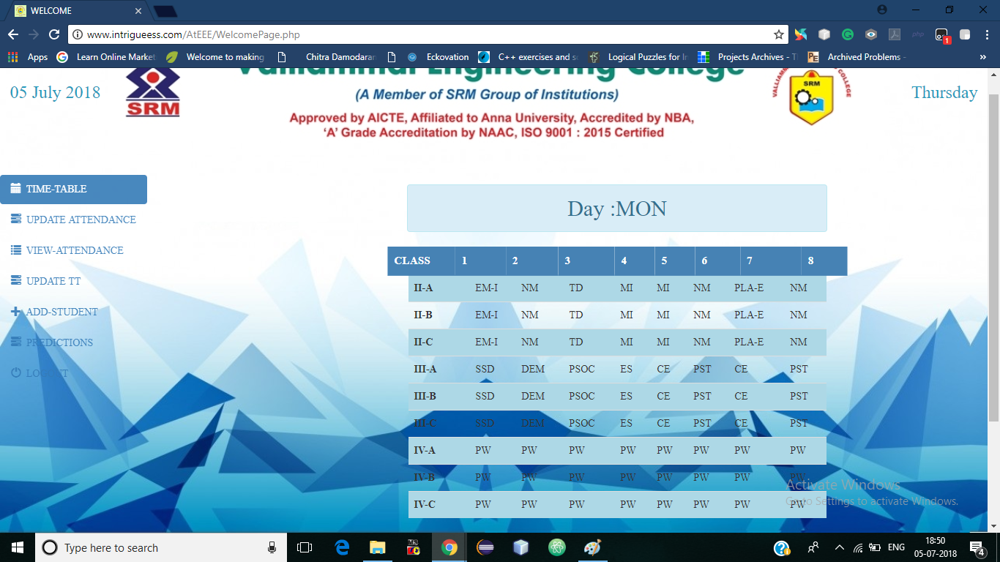 WELCOME
www.intrigueess.com/AtEEE/WelcomePage.php
php
1
Apps Learn Online Market Welcome to making Chitra Damodaran Eckovation C++ exercises and so Logical Puzzles for In Projects Archives - T Archived Problems - »
Valliammai Engineering College
05 July 2018
SRM
(A Member of SRM Group of Institutions)
SRM
Thursday
Approved by AICTE, Affiliated to Anna University, Accredited by NBA,
‘A’ Grade Accreditation by NAAC, ISO 9001 : 2015 Certified
TIME-TABLE
UPDATE ATTENDANCE
VIEW-ATTENDANCE
UPDATE TT
ADD-STUDENT
PREDICTIONS
LOGOUT
Day :MON
CLASS 1 2 3 4 5 6 7 8
II-A EM-I NM TD MI MI NM PLA-E NM
II-B EM-I NM TD MI MI NM PLA-E NM
II-C EM-I NM TD MI MI NM PLA-E NM
III-A SSD DEM PSOC ES CE PST CE PST
III-B SSD DEM PSOC ES CE PST CE PST
III-C SSD DEM PSOC ES CE PST CE PST
IV-A PW PW PW PW PW PW PW PW
IV-B PW PW PW PW PW PW PW PW
IV-C PW PW PW PW PW PW PW PW
Activate Windows
Go to Settings to activate Windows.
Type here to search
ENG
18:50
05-07-2018
4